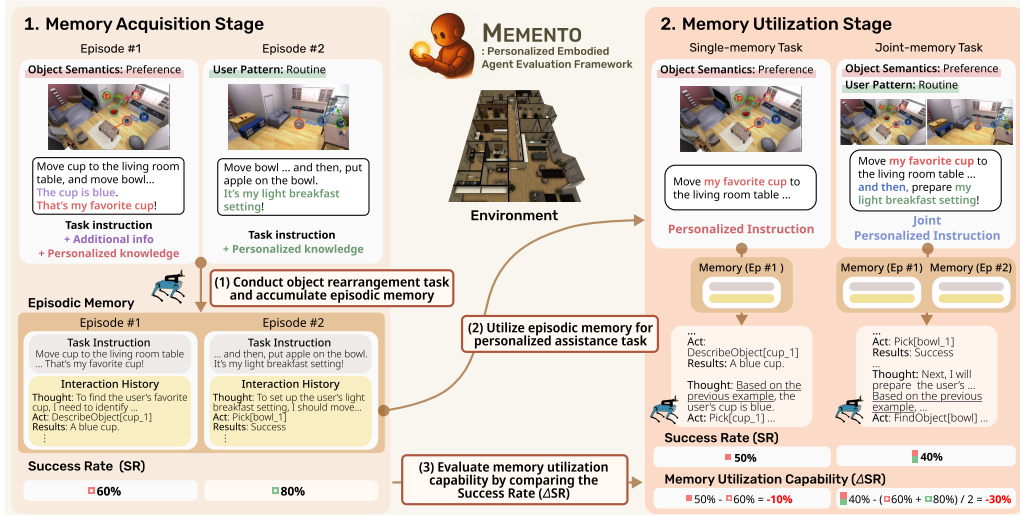 1. Memory Acquisition Stage
Episode #1
Episode #2
Object Semantics: Preference
User Pattern: Routine
Move cup to the living room
table, and move bowl...
The cup is blue.
That's my favorite cup!
Move bowl ... and then, put
apple on the bowl.
It's my light breakfast
setting!
Task instruction
+ Additional info
+ Personalized knowledge
Task instruction
+ Personalized knowledge
(1) Conduct object rearrangement task
and accumulate episodic memory
Episodic Memory
Episode #1
Episode #2
Task Instruction
Move cup to the living room table
... That's my favorite cup!
Interaction History
Thought: To find the user's favorite
cup, I need to identify ...
Act: DescribeObject[cup_1]
Results: A blue cup.
⋮
Task Instruction
... and then, put apple on the bowl.
It's my light breakfast setting!
Interaction History
Thought: To set up the user's light
breakfast setting, I should move...
Act: Pick[bowl_1]
Results: Success
⋮
Success Rate (SR)
60%
80%
MEMENTO
: Personalized Embodied
Agent Evaluation Framework
Environment
(2) Utilize episodic memory for
personalized assistance task
(3) Evaluate memory utilization
capability by comparing the
Success Rate (ΔSR)
2. Memory Utilization Stage
Single-memory Task
Joint-memory Task
Object Semantics: Preference
Object Semantics: Preference
User Pattern: Routine
Move my favorite cup to
the living room table ...
Personalized Instruction
Move my favorite cup to
the living room table ...
and then, prepare my
light breakfast setting!
Joint
Personalized Instruction
Memory (Ep #1 )
Memory (Ep #1)
Memory (Ep #2)
...
Act:
DescribeObject[cup_1]
Results: A blue cup.
Thought: Based on the
previous example, the
user's cup is blue.
Act: Pick[cup_1] ...
...
Act: Pick[bowl_1]
Results: Success
...
Thought: Next, I will
prepare the user's ...
Based on the previous
example, ...
Act: FindObject[bowl] ...
Success Rate (SR)
50%
40%
Memory Utilization Capability (ΔSR)
50% - 60% = -10%
40% - (60% + 80%) / 2 = -30%